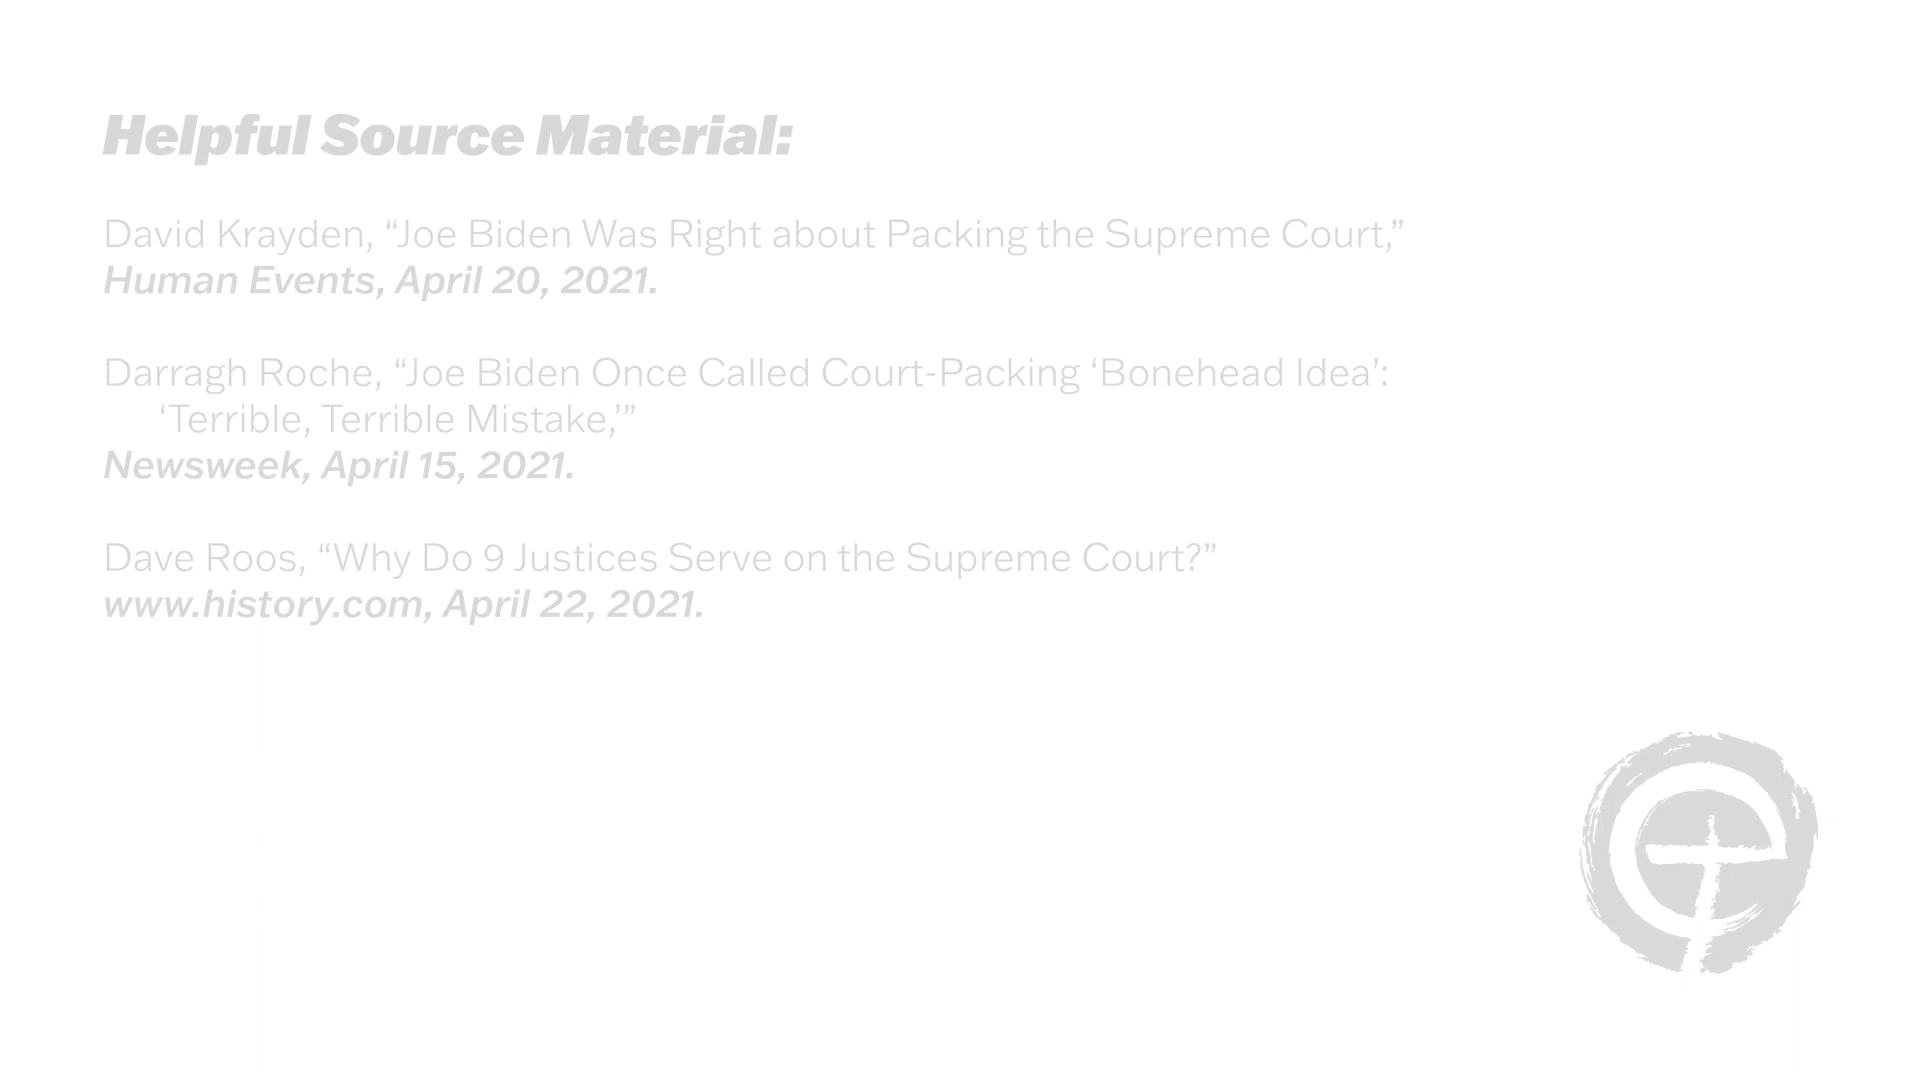 Helpful Source Material:
David Krayden, “Joe Biden Was Right about Packing the Supreme Court,”
Human Events, April 20, 2021.
Darragh Roche, “Joe Biden Once Called Court-Packing ‘Bonehead Idea’:
‘Terrible, Terrible Mistake,’”
Newsweek, April 15, 2021.
Dave Roos, “Why Do 9 Justices Serve on the Supreme Court?”
www.history.com, April 22, 2021.